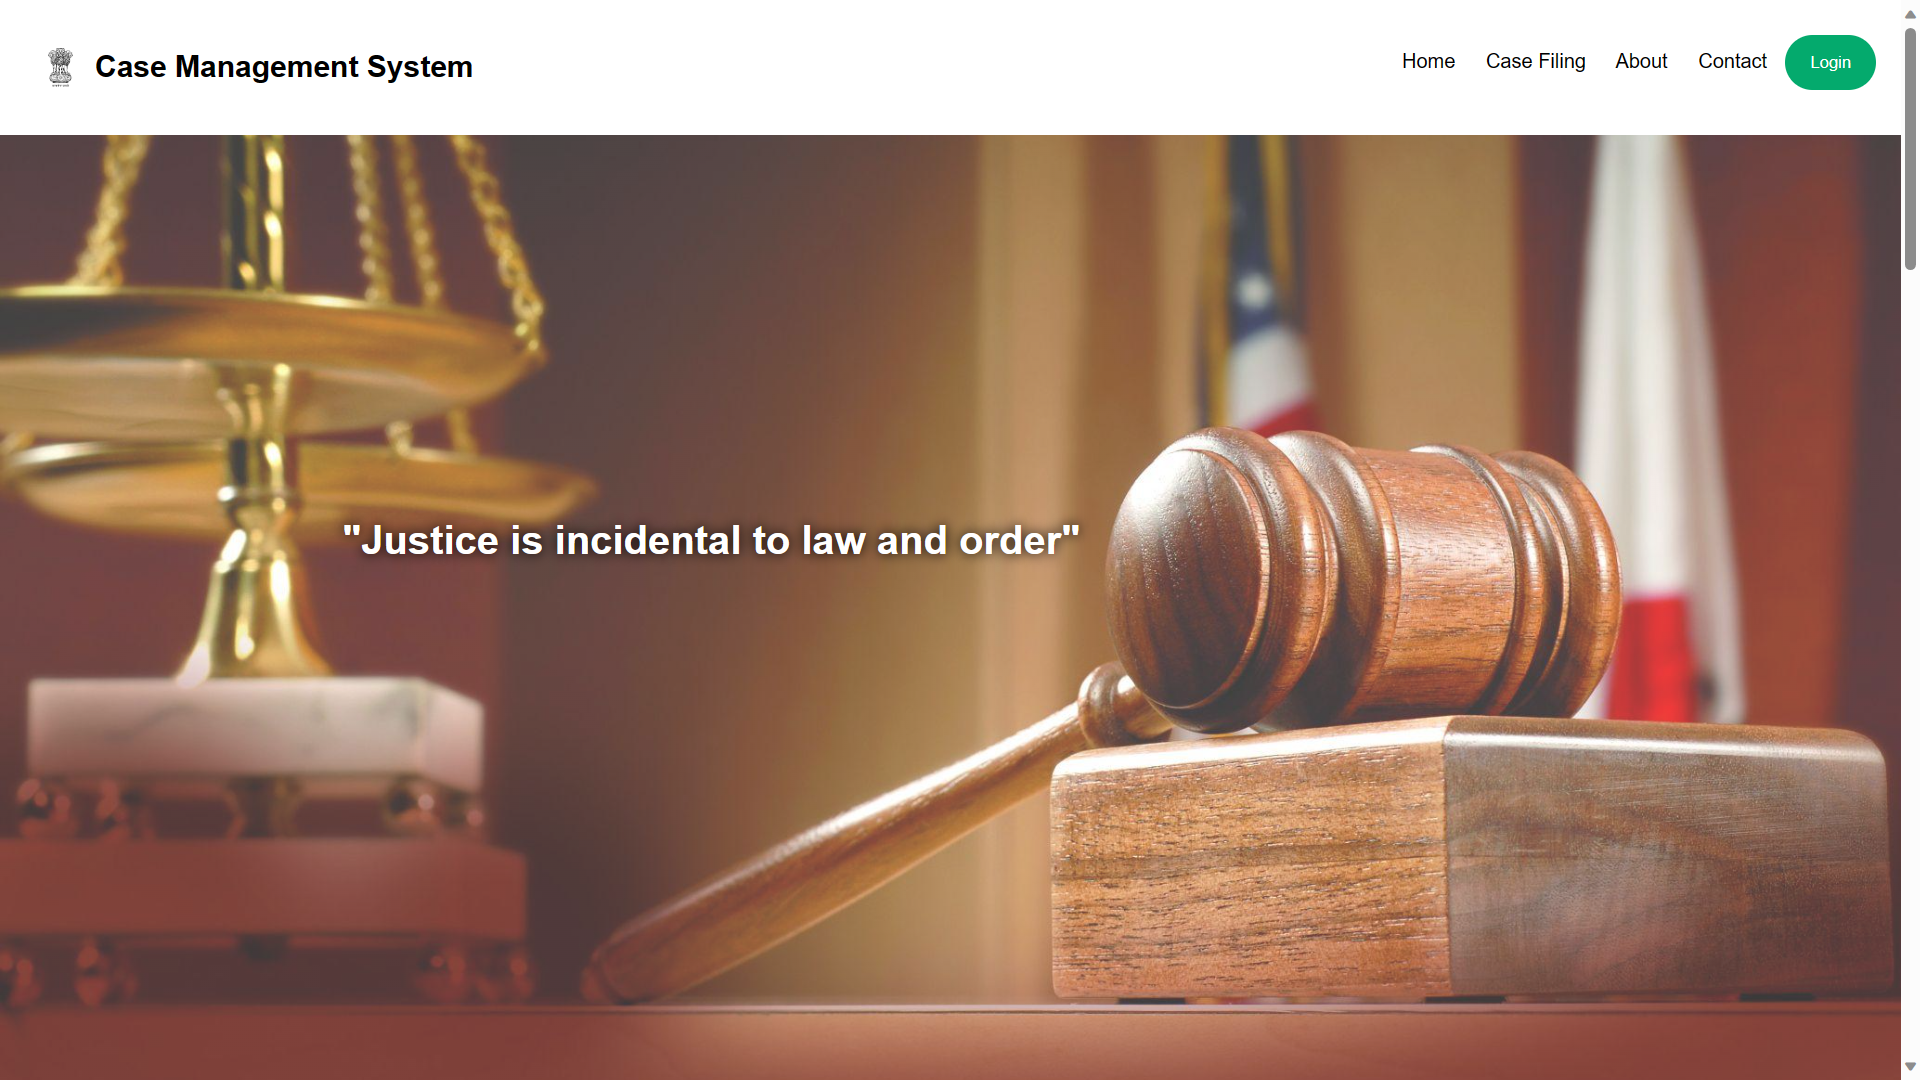 Case Management System
Home
Case Filing
About
Contact
Login
"Justice is incidental to law and order"